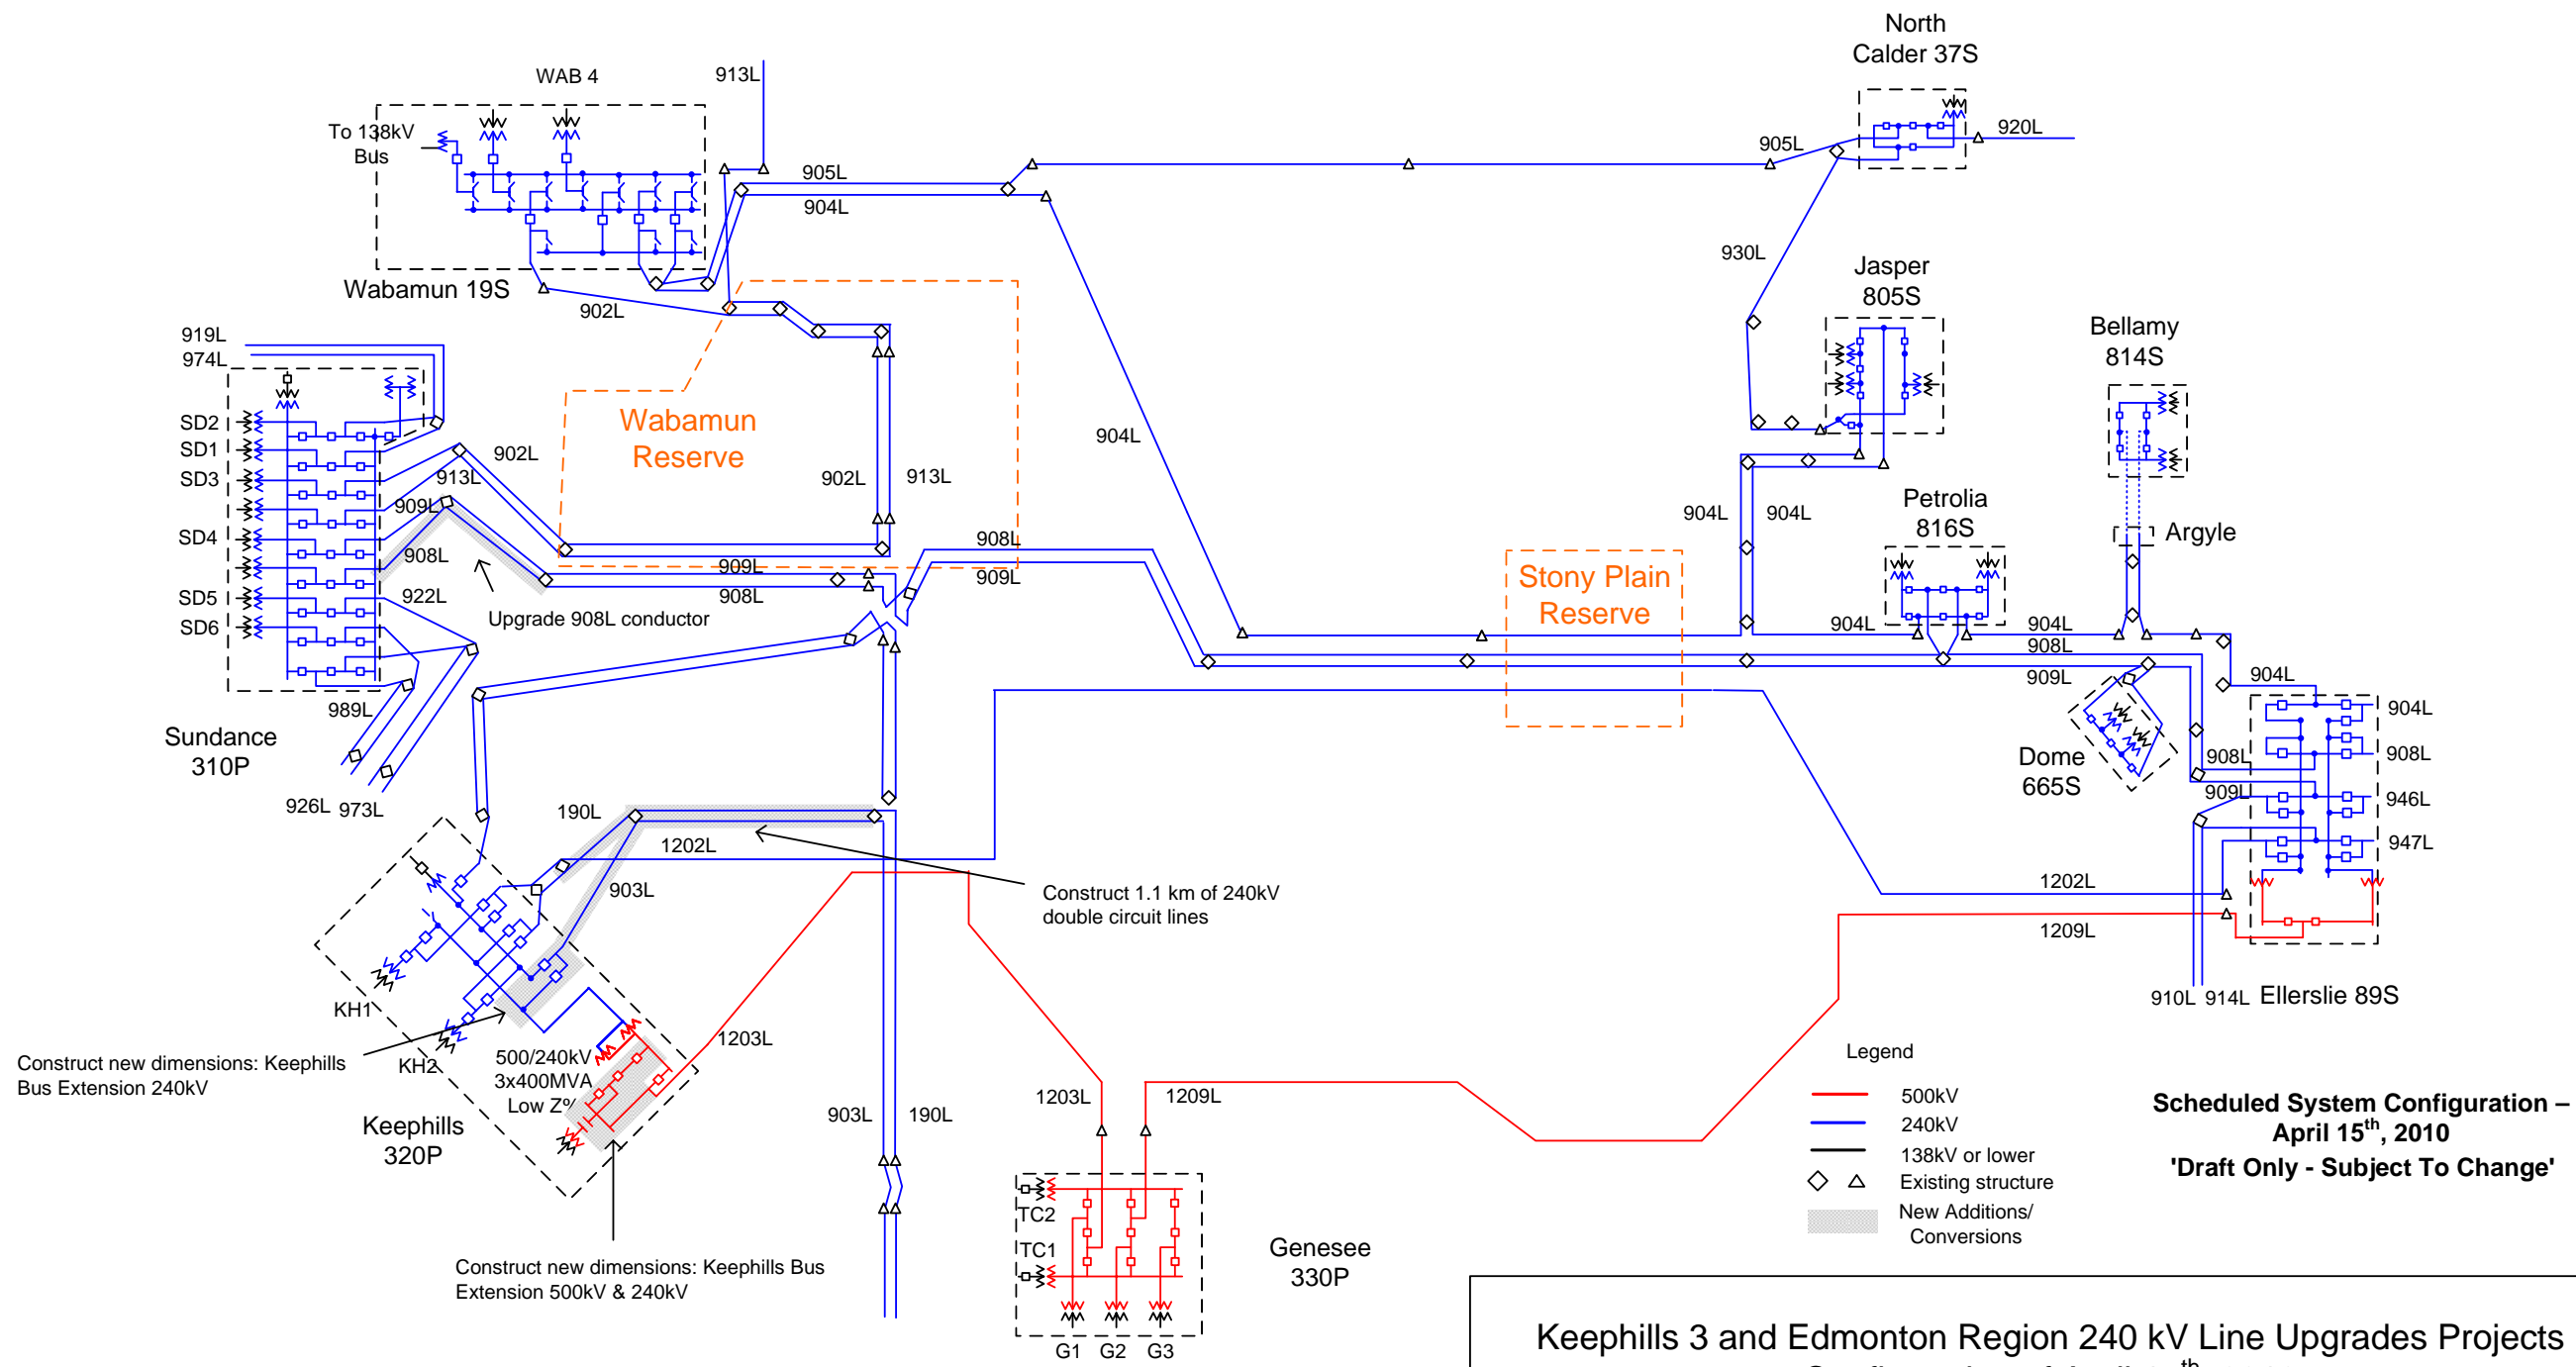 North
Calder 37S
WAB 4
913L
To 138kV
Bus
905L
920L
905L
904L
Wabamun 19S
902L
930L
Jasper
805S
Bellamy
814S
919L
974L
SD2
SD1
SD3
SD4
SD5
SD6
902L
913L
909L
908L
922L
Wabamun
Reserve
902L
913L
904L
904L
904L
Petrolia
816S
Argyle
908L
909L
909L
908L
Upgrade 908L conductor
Stony Plain
Reserve
904L
904L
908L
909L
904L
989L
Sundance
310P
926L
973L
Dome
665S
908L
909L
904L
908L
946L
947L
190L
1202L
903L
Construct 1.1 km of 240kV
double circuit lines
1202L
1209L
910L
914L
Ellerslie 89S
KH1
KH2
Construct new dimensions: Keephills
Bus Extension 240kV
500/240kV
3x400MVA
Low Z%
1203L
Keephills
320P
903L
190L
1203L
1209L
Legend
500kV
240kV
138kV or lower
Existing structure
New Additions/
Conversions
Scheduled System Configuration –
April 15th, 2010
'Draft Only - Subject To Change'
TC2
TC1
Genesee
330P
G1
G2
G3
Construct new dimensions: Keephills Bus
Extension 500kV & 240kV
Keephills 3 and Edmonton Region 240 kV Line Upgrades Projects